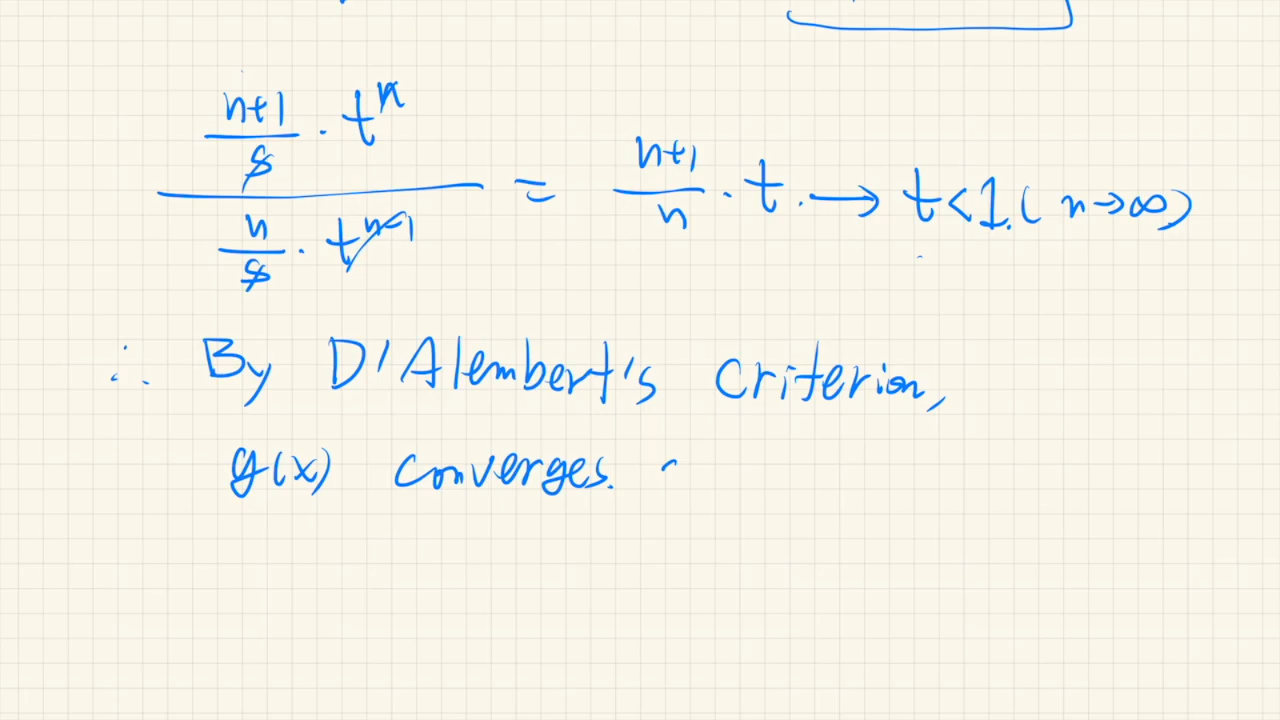 n+1/s · t^n / n/s · t^n-1 = n+1/n · t. → t<1. (n→∞)
∴ By D'Alembert's Criterion,
g(x) converges.